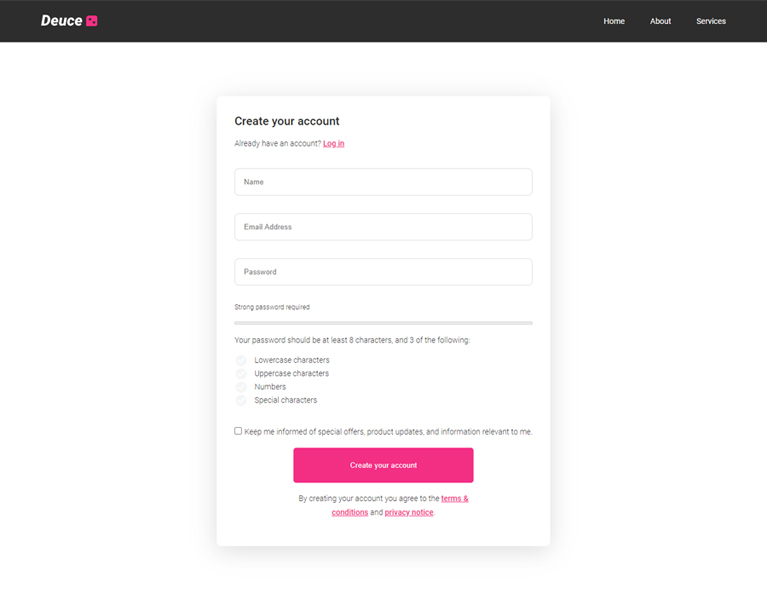 Deuce
Home About Services
Create your account
Already have an account? Log in
Name
Email Address
Password
Strong password required
Your password should be at least 8 characters, and 3 of the following:
Lowercase characters
Uppercase characters
Numbers
Special characters
Keep me informed of special offers, product updates, and information relevant to me.
Create your account
By creating your account you agree to the terms &
conditions and privacy notice.